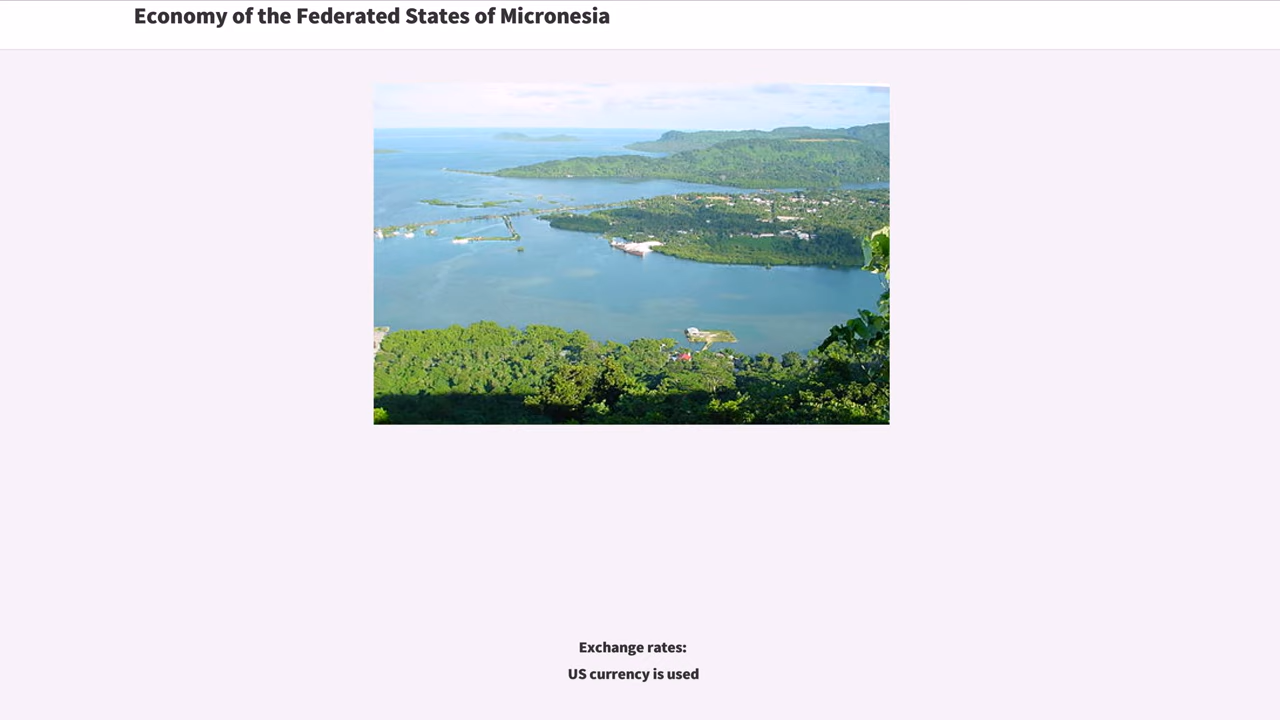 Economy of the Federated States of Micronesia
Exchange rates:
US currency is used